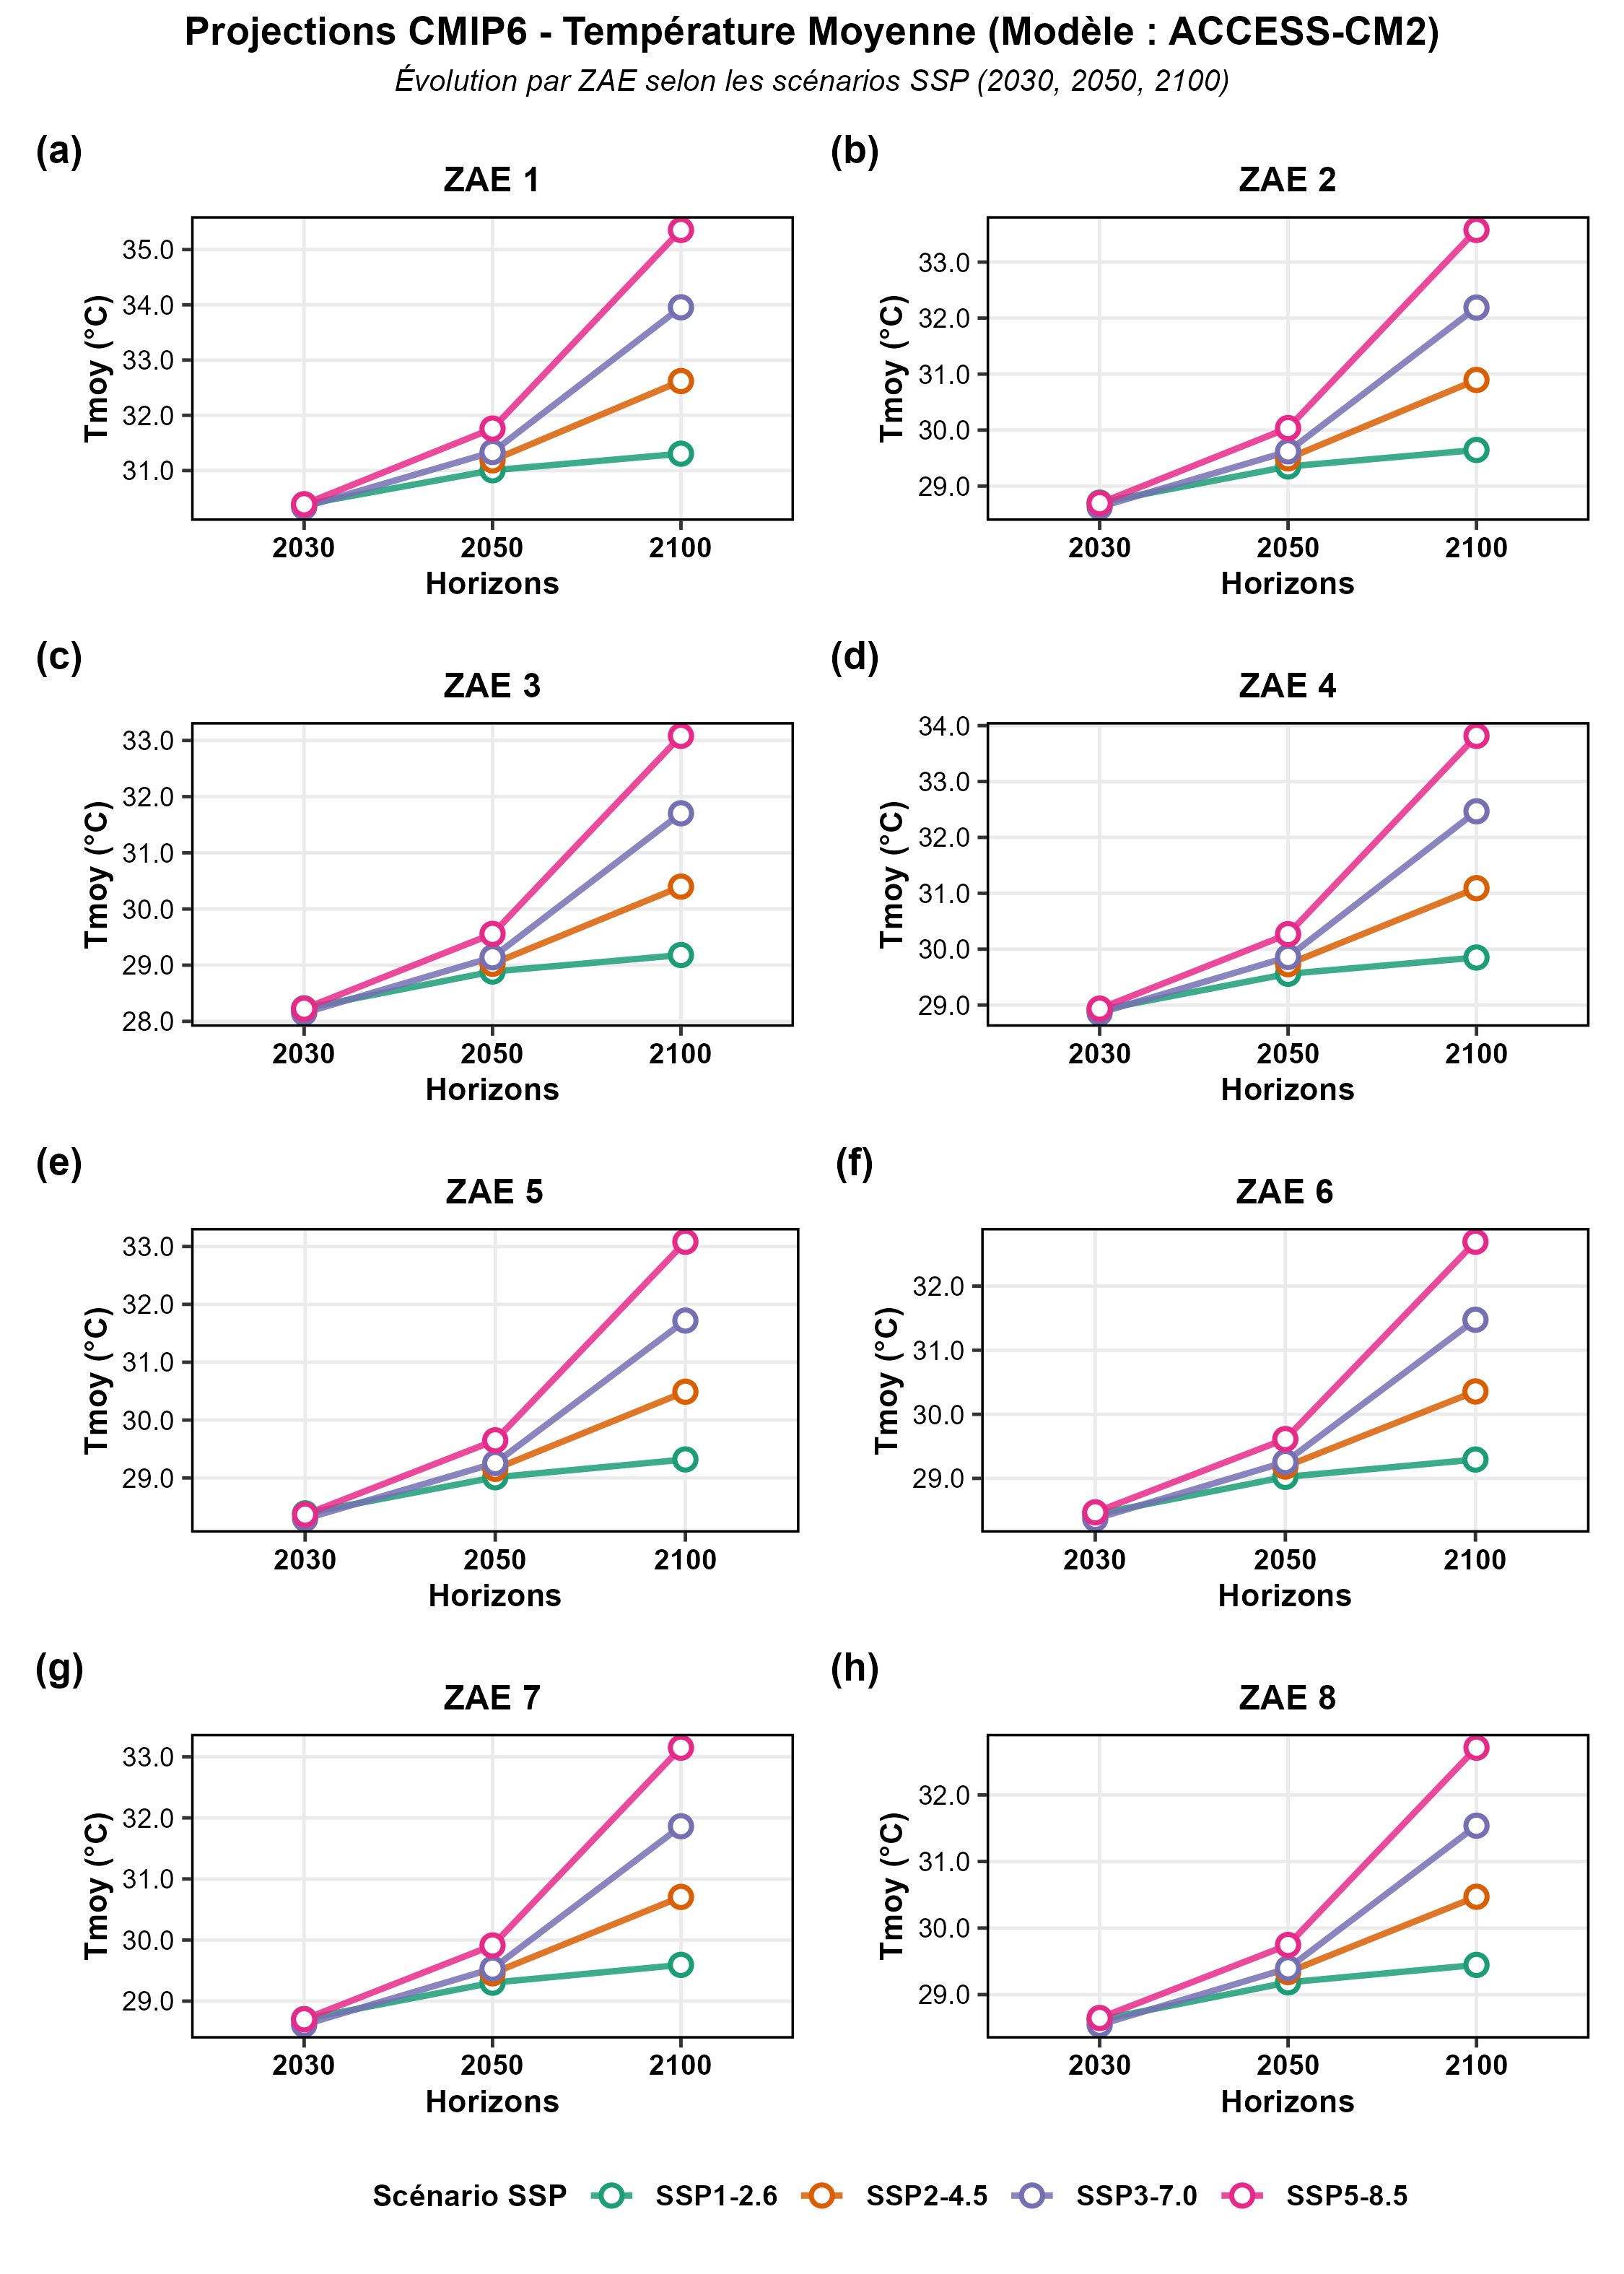 Projections CMIP6 - Température Moyenne (Modèle : ACCESS-CM2)
Évolution par ZAE selon les scénarios SSP (2030, 2050, 2100)
(a)
ZAE 1
Tmoy (°C)
35.0
34.0
33.0
32.0
31.0
2030 2050 2100
Horizons
(b)
ZAE 2
Tmoy (°C)
33.0
32.0
31.0
30.0
29.0
2030 2050 2100
Horizons
(c)
ZAE 3
Tmoy (°C)
33.0
32.0
31.0
30.0
29.0
28.0
2030 2050 2100
Horizons
(d)
ZAE 4
Tmoy (°C)
34.0
33.0
32.0
31.0
30.0
29.0
2030 2050 2100
Horizons
(e)
ZAE 5
Tmoy (°C)
33.0
32.0
31.0
30.0
29.0
2030 2050 2100
Horizons
(f)
ZAE 6
Tmoy (°C)
32.0
31.0
30.0
29.0
2030 2050 2100
Horizons
(g)
ZAE 7
Tmoy (°C)
33.0
32.0
31.0
30.0
29.0
2030 2050 2100
Horizons
(h)
ZAE 8
Tmoy (°C)
32.0
31.0
30.0
29.0
2030 2050 2100
Horizons
Scénario SSP SSP1-2.6 SSP2-4.5 SSP3-7.0 SSP5-8.5